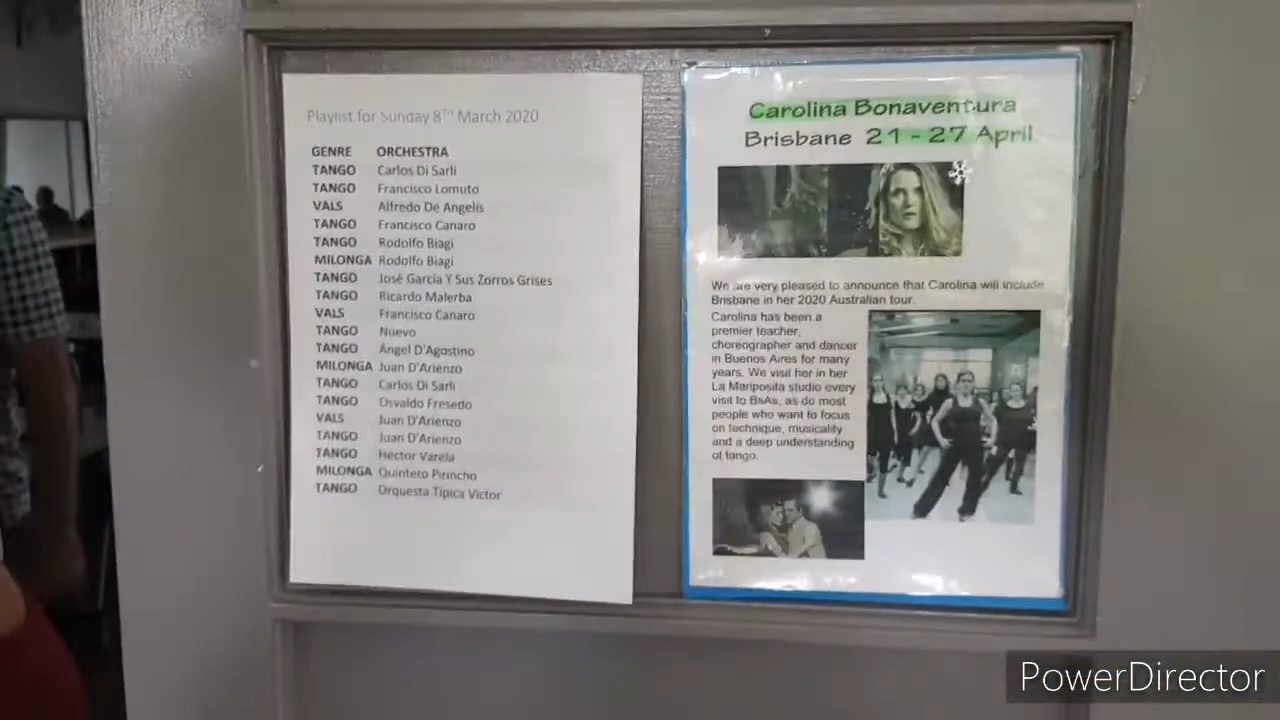 Playlist for Sunday 8TH March 2020
GENRE ORCHESTRA
TANGO Carlos Di Sarli
TANGO Francisco Lomuto
VALS Alfredo De Angelis
TANGO Francisco Canaro
TANGO Rodolfo Biagi
MILONGA Rodolfo Biagi
TANGO José García Y Sus Zorros Grises
TANGO Ricardo Malerba
VALS Francisco Canaro
TANGO Nuevo
TANGO Ángel D'Agostino
MILONGA Juan D'Arienzo
TANGO Carlos Di Sarli
TANGO Osvaldo Fresedo
VALS Juan D'Arienzo
TANGO Juan D'Arienzo
TANGO Héctor Varela
MILONGA Quinteto Pirincho
TANGO Orquesta Típica Victor
Carolina Bonaventura
Brisbane 21 - 27 April
We are very pleased to announce that Carolina will include
Brisbane in her 2020 Australian tour.
Carolina has been a
premier teacher,
choreographer and dancer
in Buenos Aires for many
years. We visit her in her
La Mariposita studio every
visit to BsAs, as do most
people who want to focus
on technique, musicality
and a deep understanding
of tango.
PowerDirector